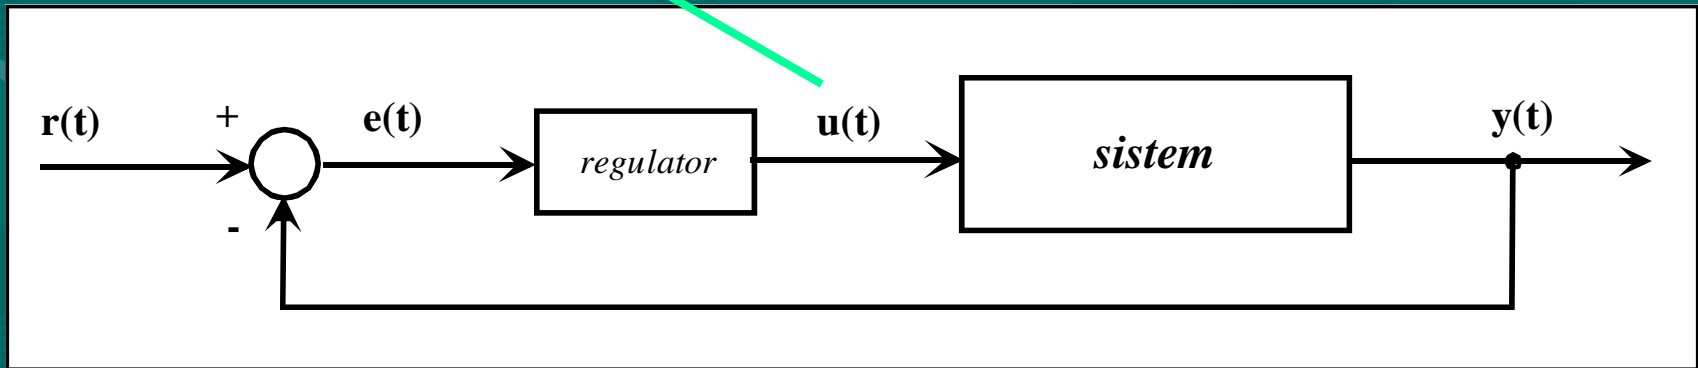 r(t) + e(t) regulator u(t) sistem y(t)
-